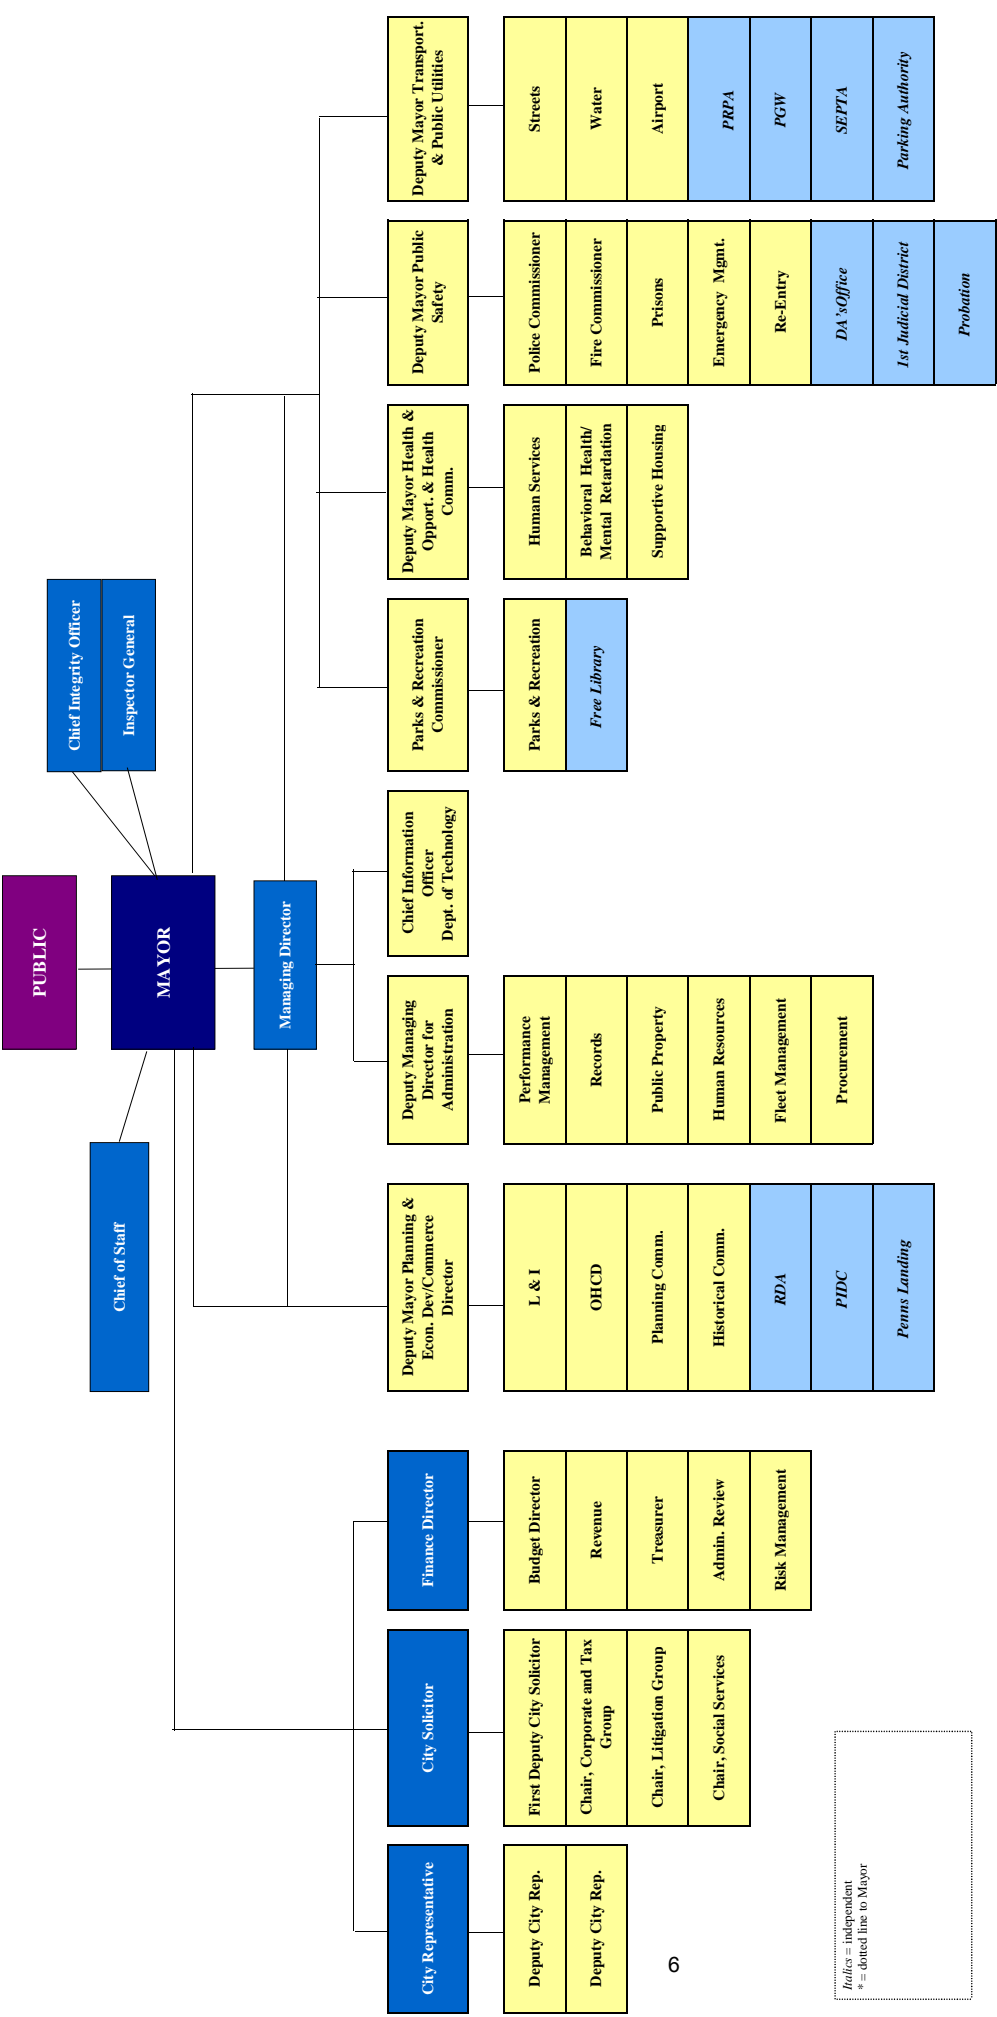 PUBLIC
Chief of Staff
MAYOR
Chief Integrity Officer
Inspector General
Managing Director
City Representative
City Solicitor
Finance Director
Deputy Mayor Planning &
Econ. Dev/Commerce
Director
Deputy Managing
Director for
Administration
Chief Information
Officer
Dept. of Technology
Parks & Recreation
Commissioner
Deputy Mayor Health &
Opport. & Health
Comm.
Deputy Mayor Public
Safety
Deputy Mayor Transport.
& Public Utilities
Deputy City Rep.
Deputy City Rep.
First Deputy City Solicitor
Chair, Corporate and Tax
Group
Chair, Litigation Group
Chair, Social Services
Budget Director
Revenue
Treasurer
Admin. Review
Risk Management
L & I
OHCD
Planning Comm.
Historical Comm.
RDA
PIDC
Penns Landing
Performance
Management
Records
Public Property
Human Resources
Fleet Management
Procurement
Parks & Recreation
Free Library
Human Services
Behavioral Health/
Mental Retardation
Supportive Housing
Police Commissioner
Fire Commissioner
Prisons
Emergency Mgmt.
Re-Entry
DA'sOffice
1st Judicial District
Probation
Streets
Water
Airport
PRPA
PGW
SEPTA
Parking Authority
Italics = independent
* = dotted line to Mayor
6